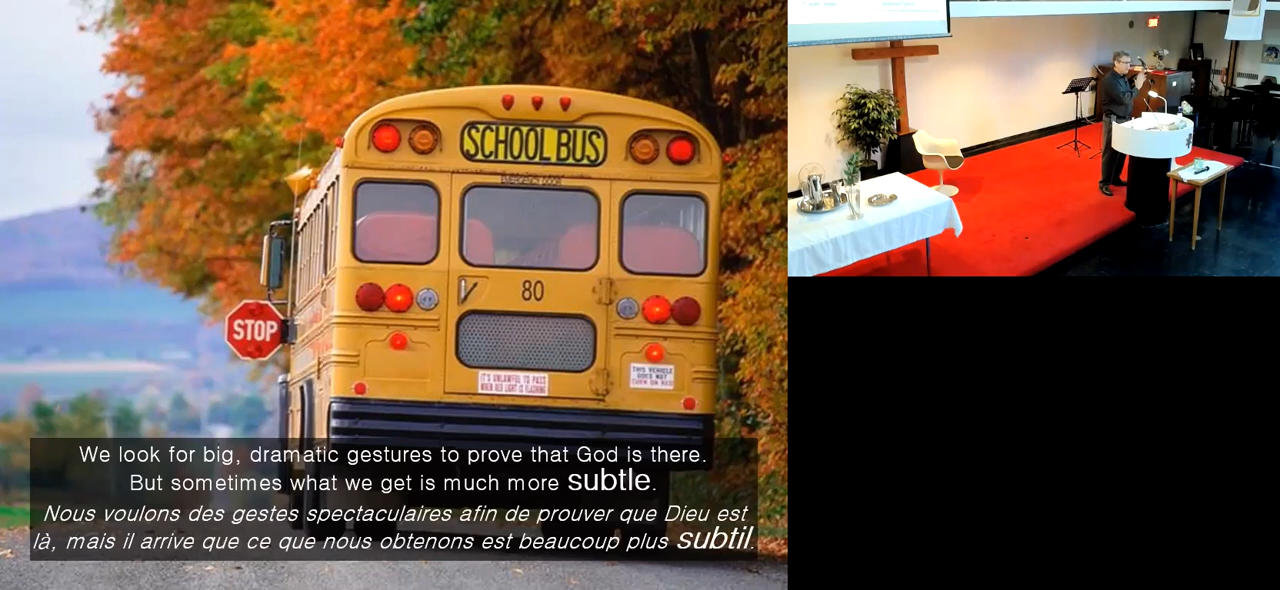 SCHOOL BUS
EMERGENCY DOOR
80
STOP
IT'S UNLAWFUL TO PASS
WHEN RED LIGHT IS FLASHING
THIS VEHICLE
DOES NOT
TURN ON RED
We look for big, dramatic gestures to prove that God is there.
But sometimes what we get is much more subtle.
Nous voulons des gestes spectaculaires afin de prouver que Dieu est
là, mais il arrive que ce que nous obtenons est beaucoup plus subtil.